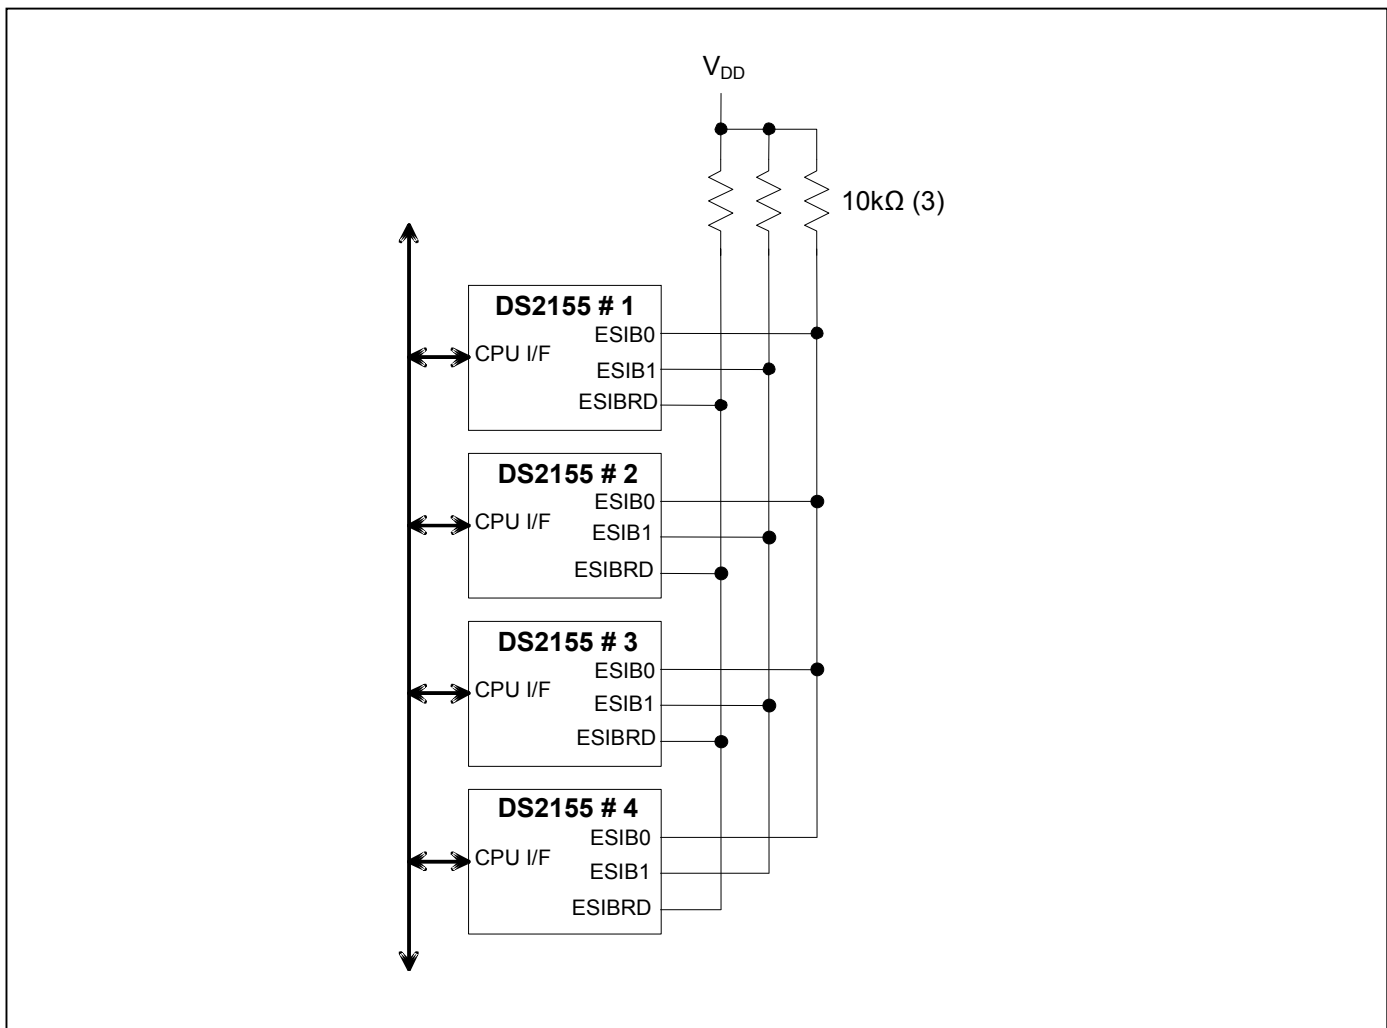 VDD
10kΩ (3)
DS2155 # 1
ESIB0
CPU I/F
ESIB1
ESIBRD
DS2155 # 2
ESIB0
CPU I/F
ESIB1
ESIBRD
DS2155 # 3
ESIB0
CPU I/F
ESIB1
ESIBRD
DS2155 # 4
ESIB0
CPU I/F
ESIB1
ESIBRD